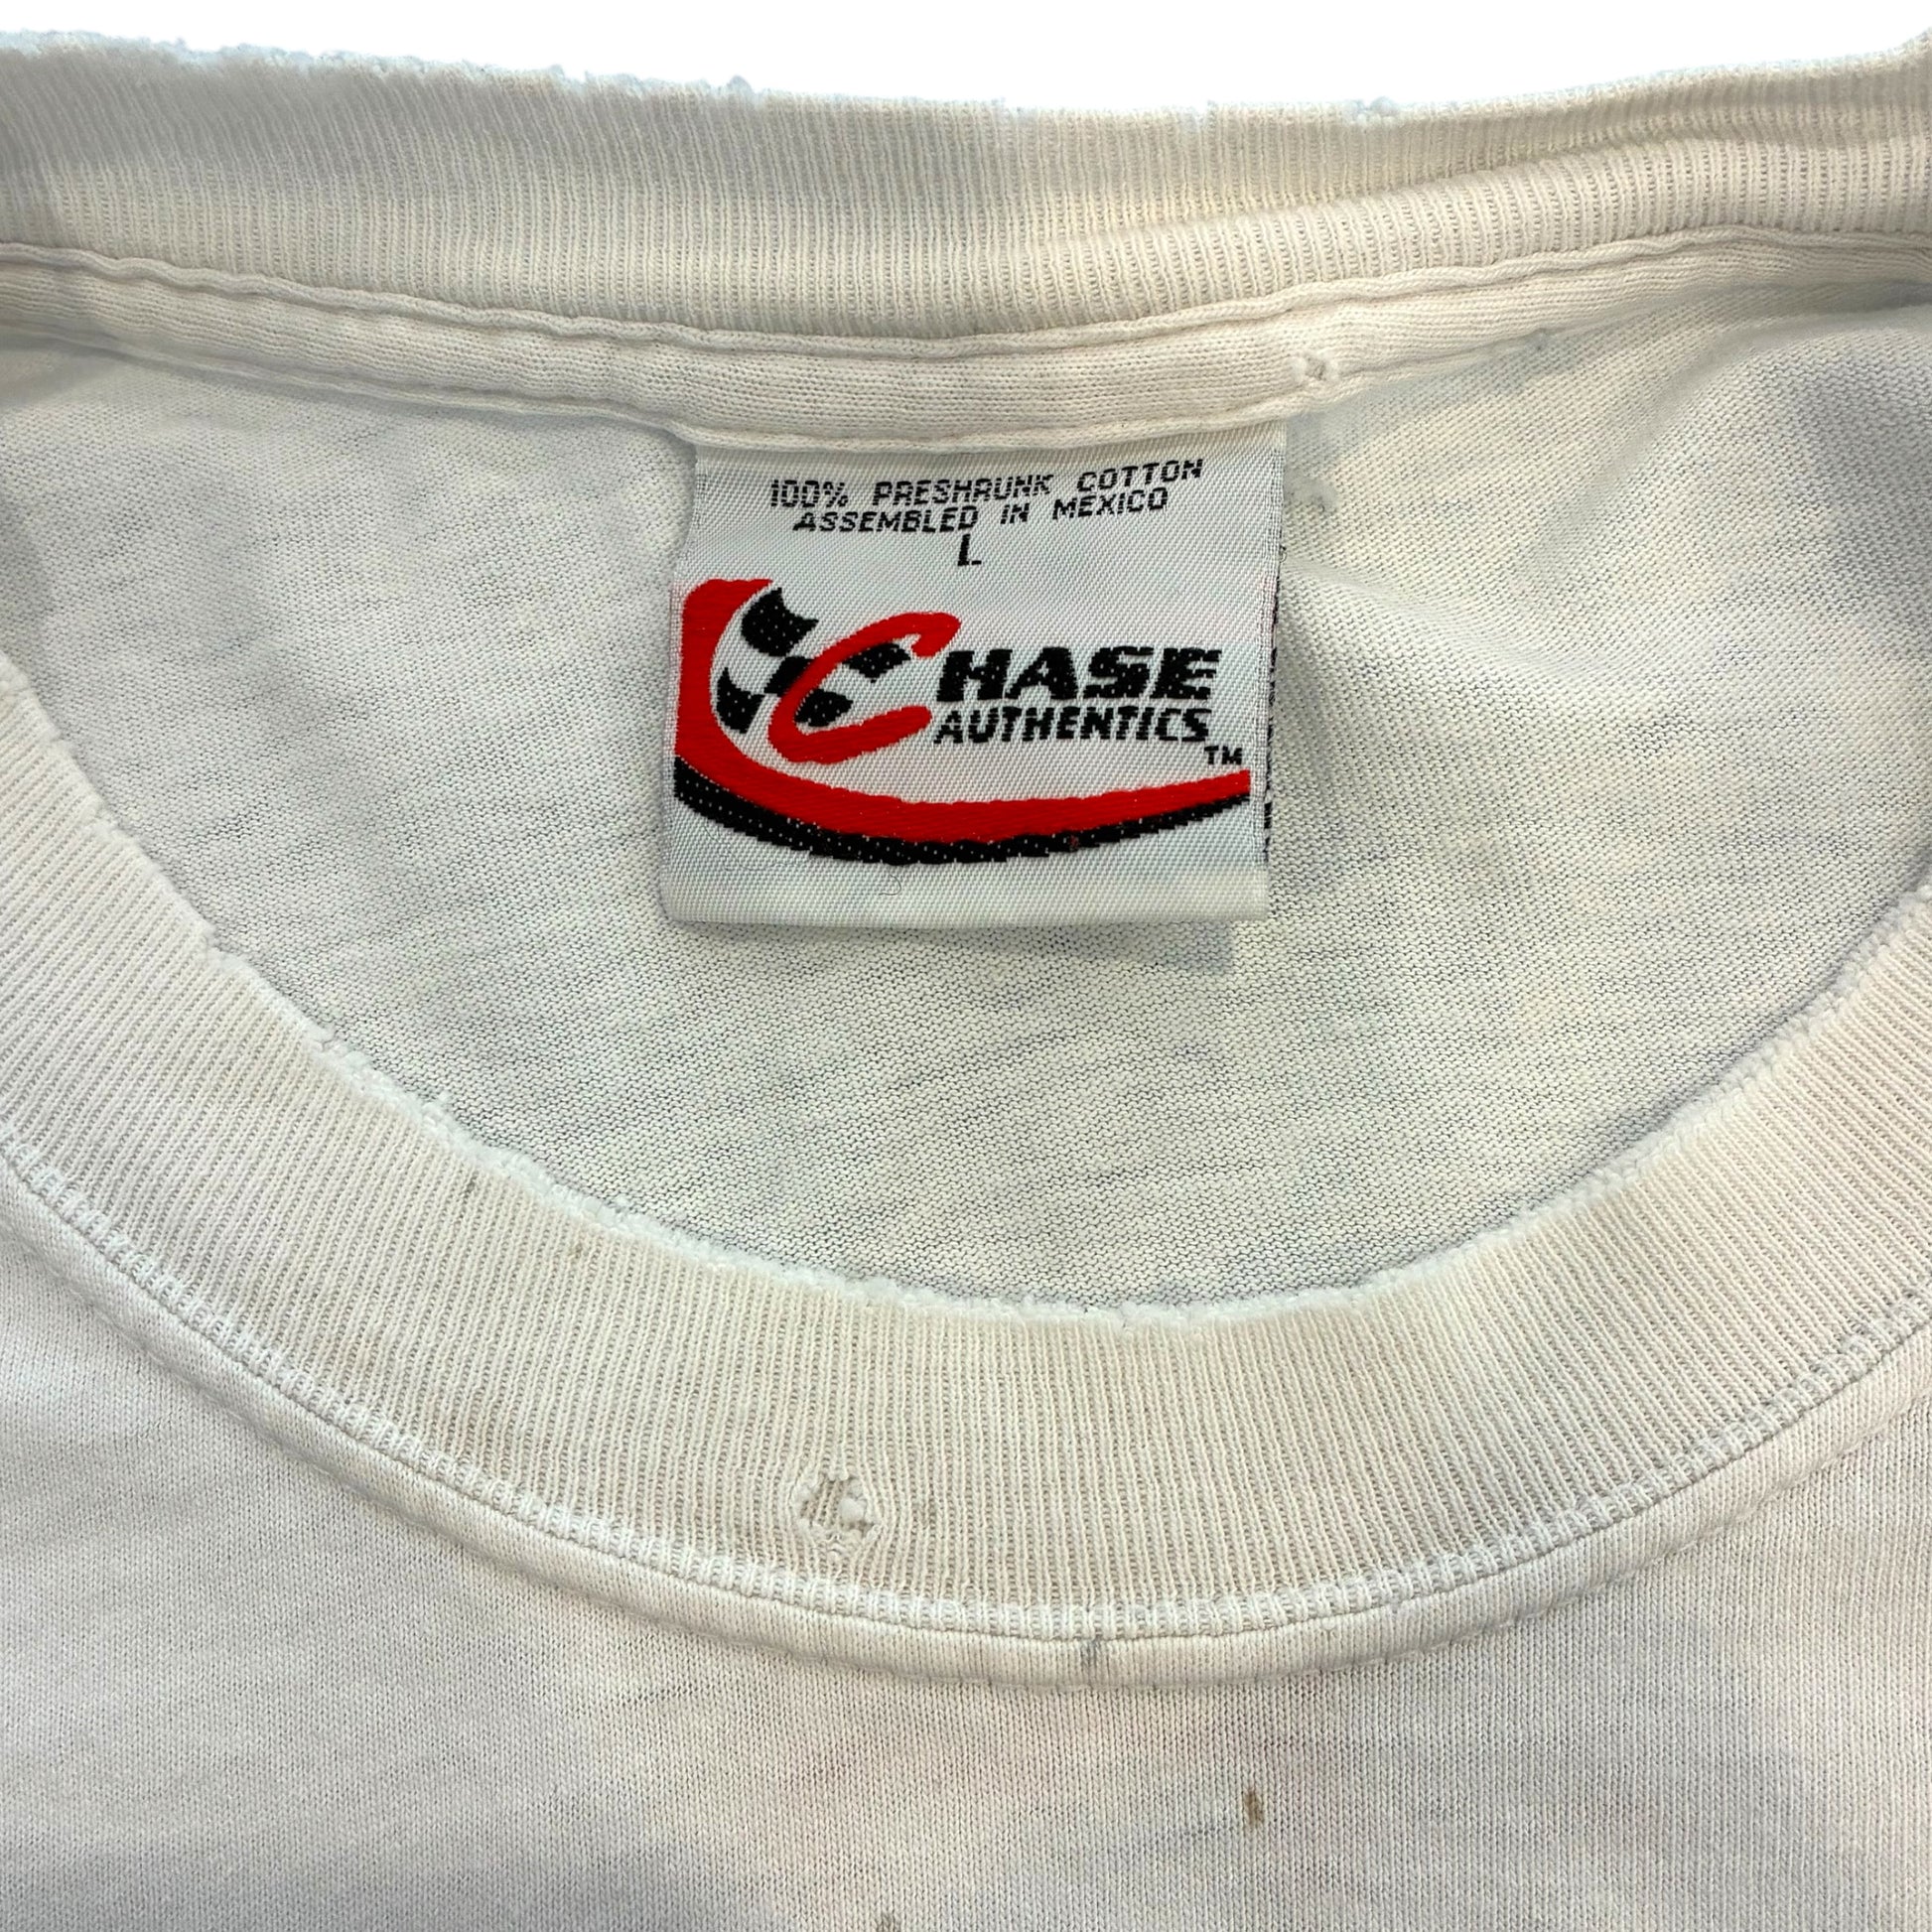 100% PRESHRUNK COTTON
ASSEMBLED IN MEXICO
L
CHASE
AUTHENTICS TM